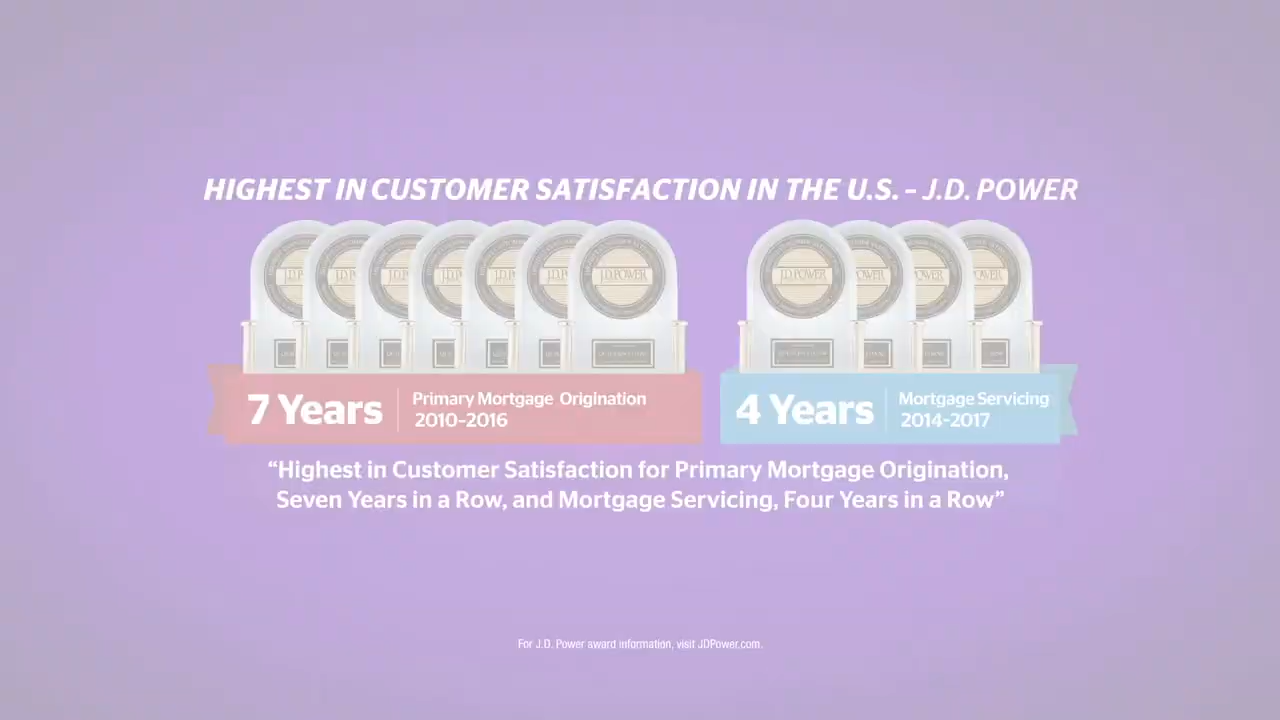 HIGHEST IN CUSTOMER SATISFACTION IN THE U.S. – J.D. POWER
J.D. POWER
J.D. POWER
7 Years
Primary Mortgage Origination
2010–2016
4 Years
Mortgage Servicing
2014–2017
“Highest in Customer Satisfaction for Primary Mortgage Origination,
Seven Years in a Row, and Mortgage Servicing, Four Years in a Row”
For J.D. Power award information, visit JDPower.com.